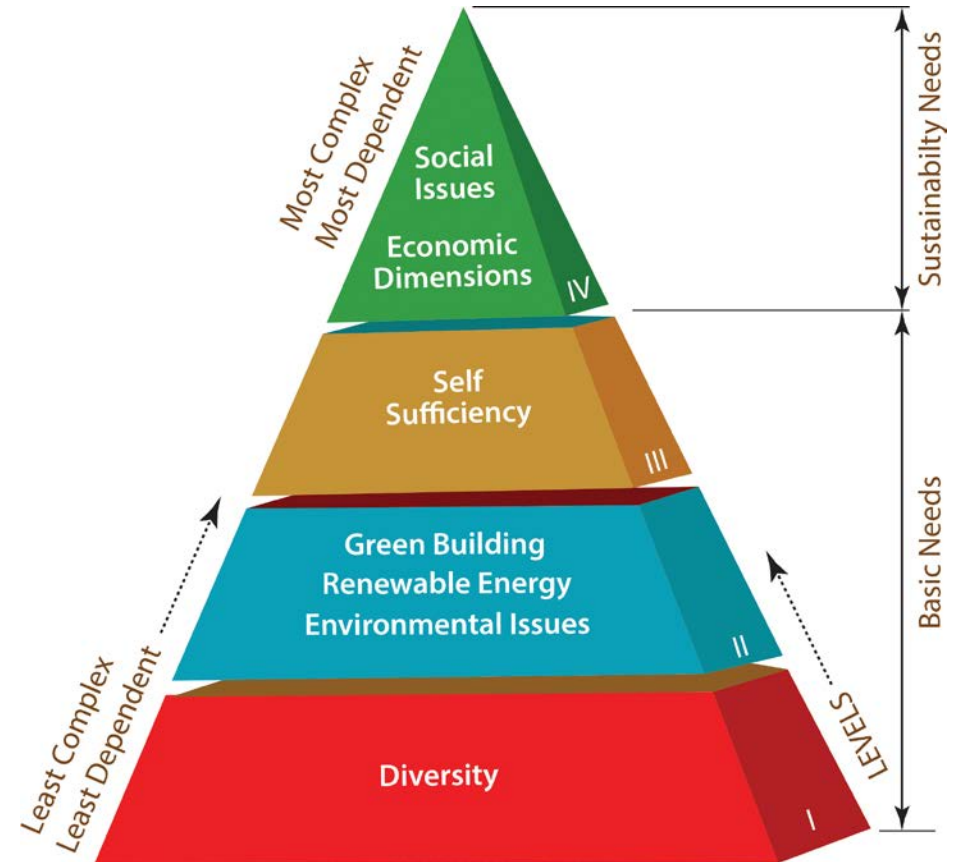 Most Complex
Most Dependent
Social
Issues
Economic
Dimensions
IV
Sustainabilty Needs
Self
Sufficiency
III
Green Building
Renewable Energy
Environmental Issues
II
Basic Needs
Least Complex
Least Dependent
LEVELS
Diversity
I